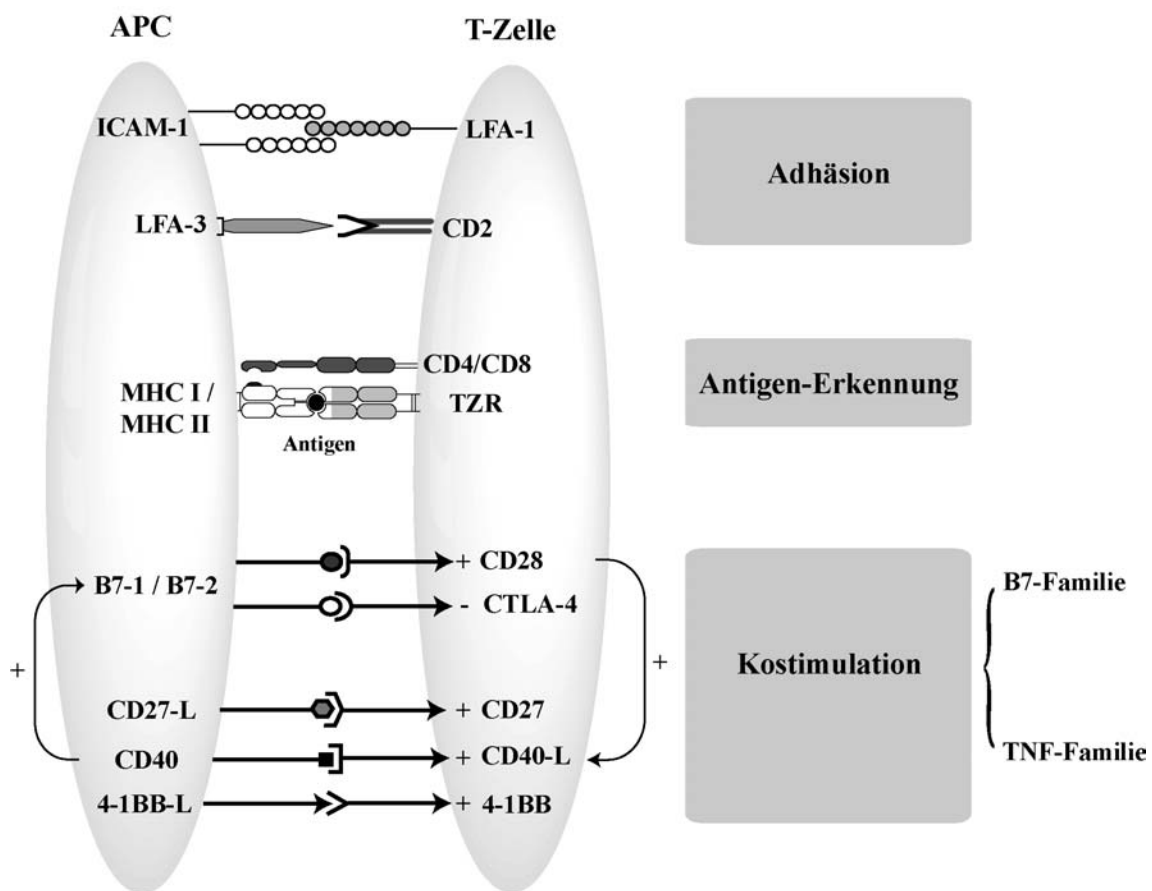 APC
T-Zelle
ICAM-1
LFA-1
Adhäsion
LFA-3
CD2
CD4/CD8
MHC I /
MHC II
TZR
Antigen-Erkennung
Antigen
+ CD28
B7-1 / B7-2
- CTLA-4
B7-Familie
+
+
Kostimulation
CD27-L
+ CD27
CD40
+ CD40-L
TNF-Familie
4-1BB-L
+ 4-1BB